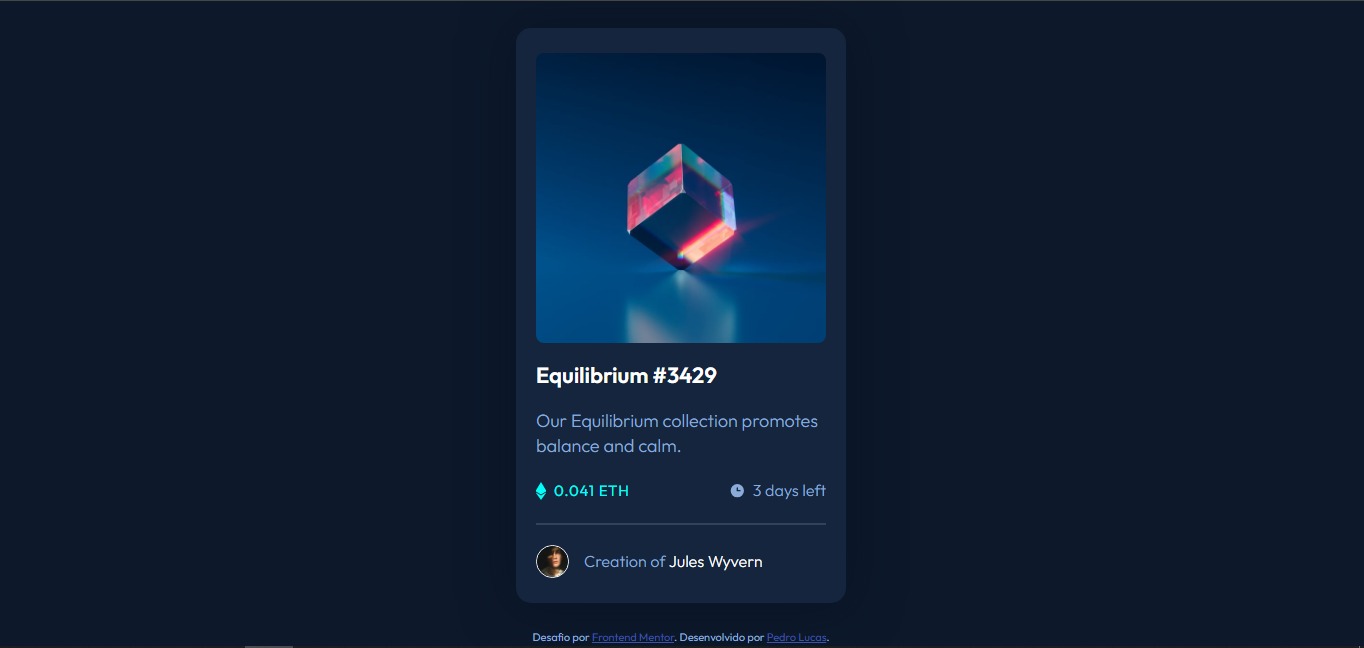 Equilibrium #3429
Our Equilibrium collection promotes
balance and calm.
0.041 ETH
3 days left
Creation of Jules Wyvern
Desafio por Frontend Mentor. Desenvolvido por Pedro Lucas.